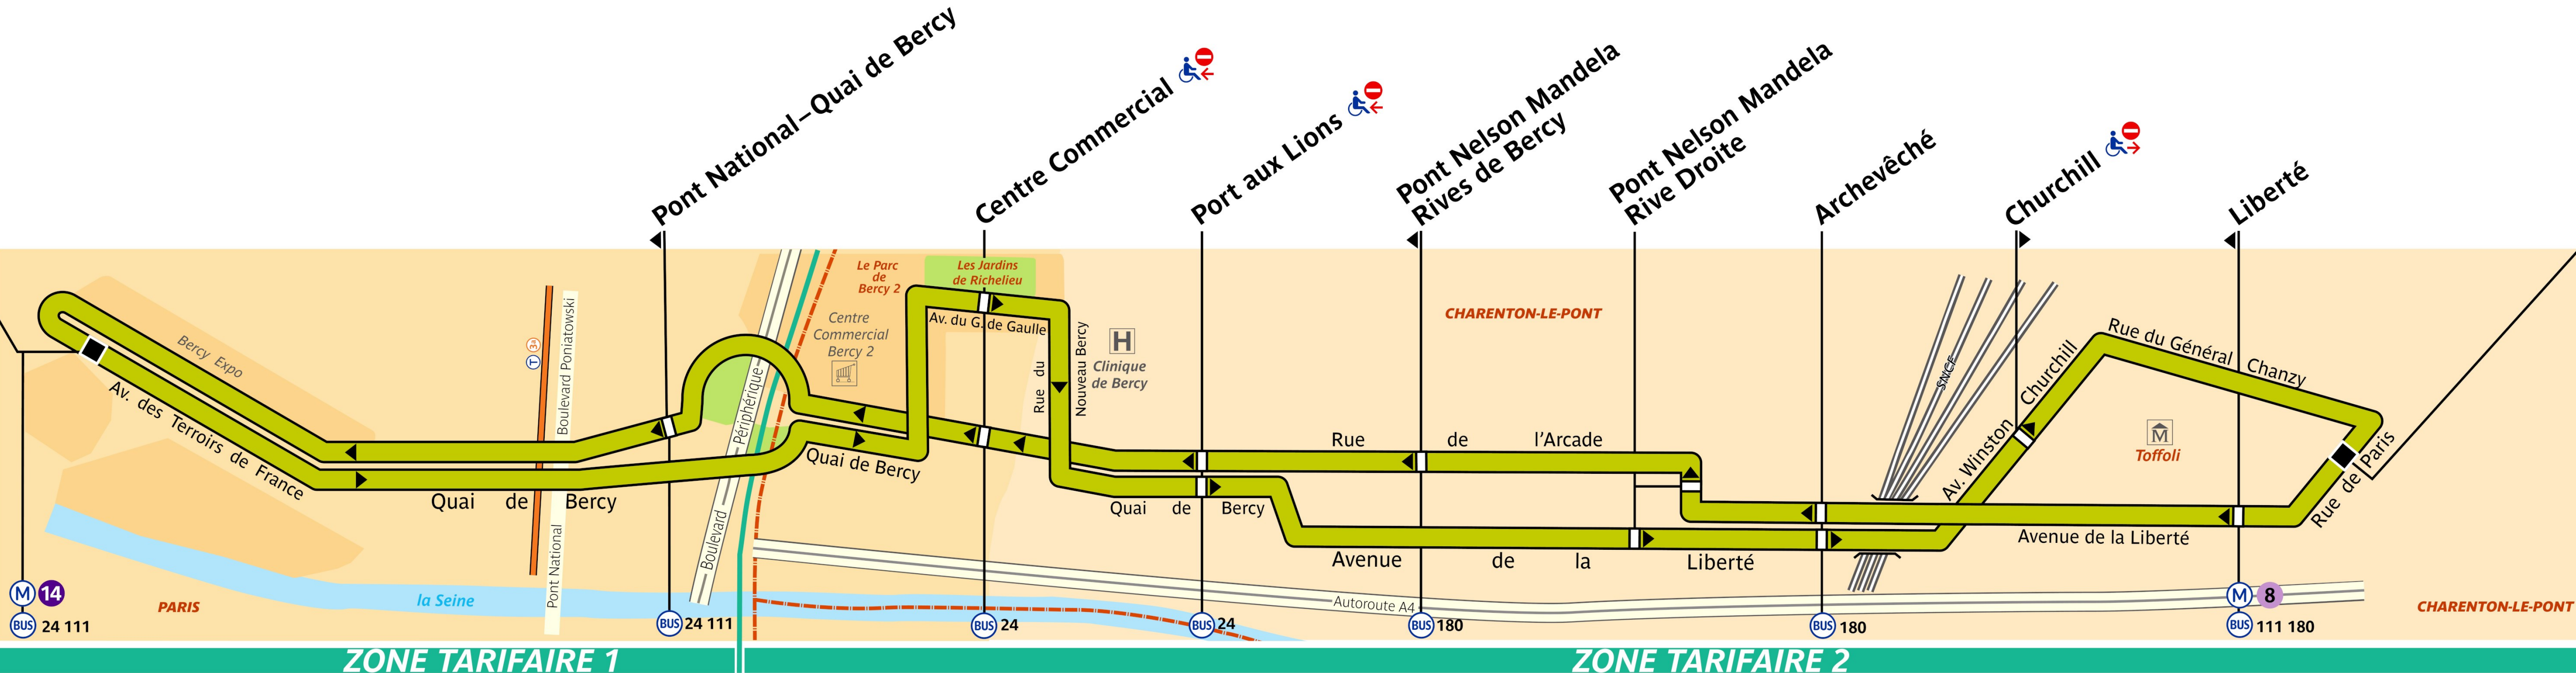 Pont National–Quai de Bercy
Centre Commercial
Port aux Lions
Pont Nelson Mandela
Rives de Bercy
Pont Nelson Mandela
Rive Droite
Archevêché
Churchill
Liberté
Bercy Expo
Av. des Terroirs de France
T 3a
Boulevard Poniatowski
Pont National
Quai de Bercy
Boulevard Périphérique
Le Parc
de
Bercy 2
Les Jardins
de Richelieu
Centre
Commercial
Bercy 2
Av. du G. de Gaulle
Rue du
Nouveau Bercy
H
Clinique
de Bercy
Quai de Bercy
Quai de Bercy
CHARENTON-LE-PONT
Rue de l'Arcade
Avenue de la Liberté
SNCF
Av. Winston Churchill
Rue du Général Chanzy
M
Toffoli
Rue de Paris
Avenue de la Liberté
Autoroute A4
PARIS
la Seine
M 14
BUS 24 111
BUS 24 111
BUS 24
BUS 24
BUS 180
BUS 180
M 8
BUS 111 180
CHARENTON-LE-PONT
ZONE TARIFAIRE 1
ZONE TARIFAIRE 2